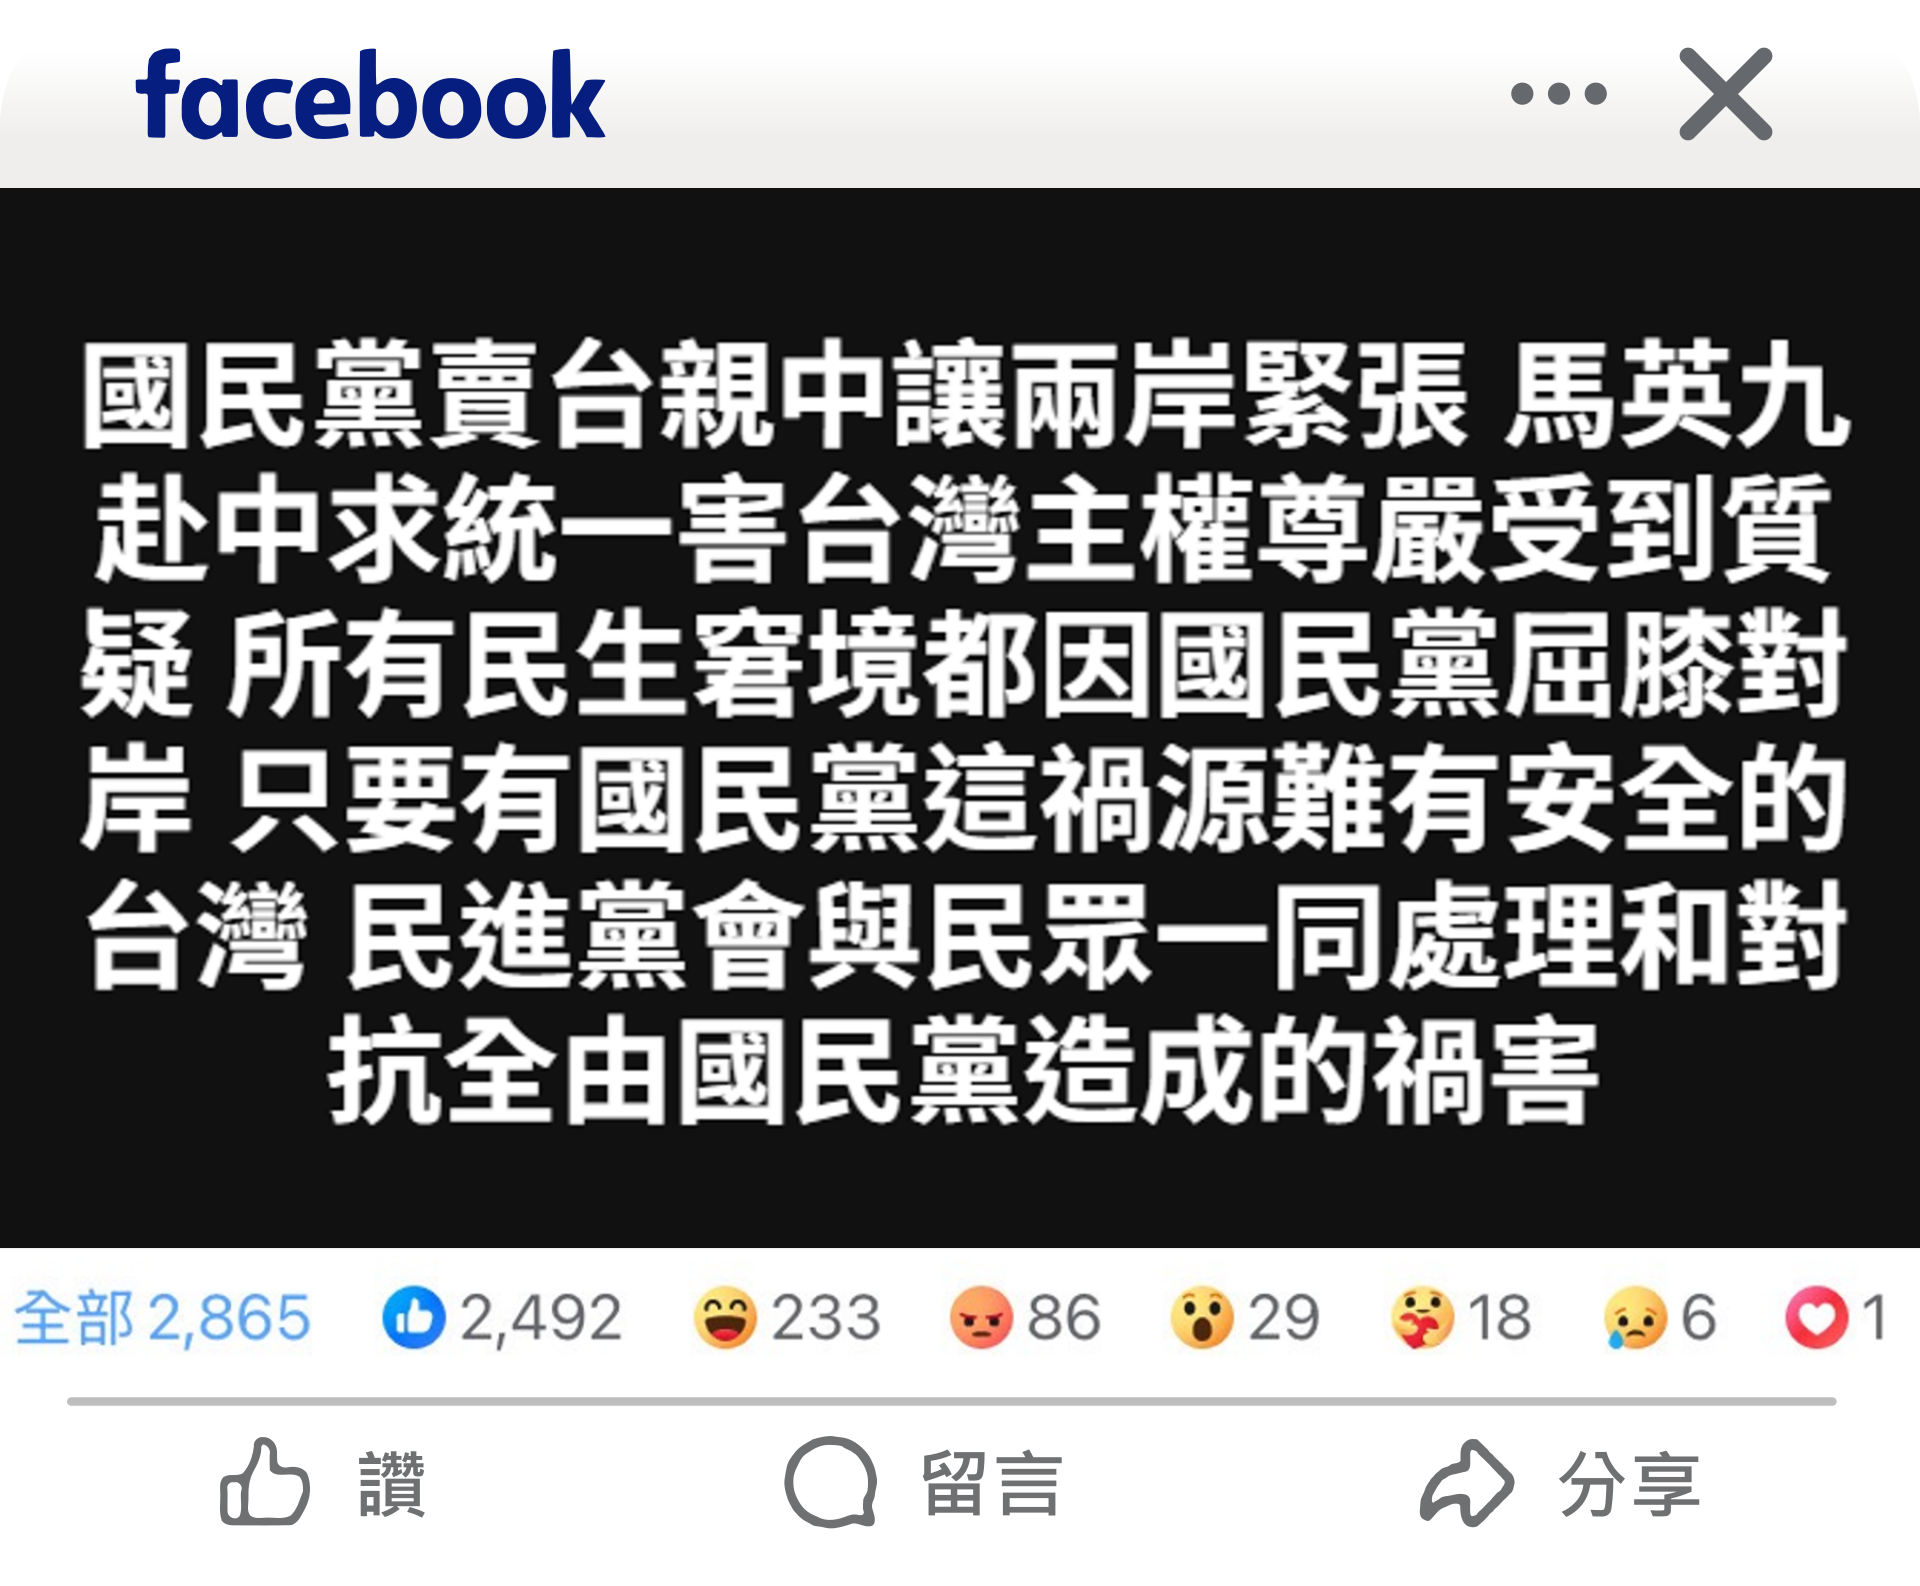 facebook
國民黨賣台親中讓兩岸緊張 馬英九
赴中求統一害台灣主權尊嚴受到質
疑 所有民生窘境都因國民黨屈膝對
岸 只要有國民黨這禍源難有安全的
台灣 民進黨會與民眾一同處理和對
抗全由國民黨造成的禍害
全部 2,865 2,492 233 86 29 18 6 1
讚 留言 分享